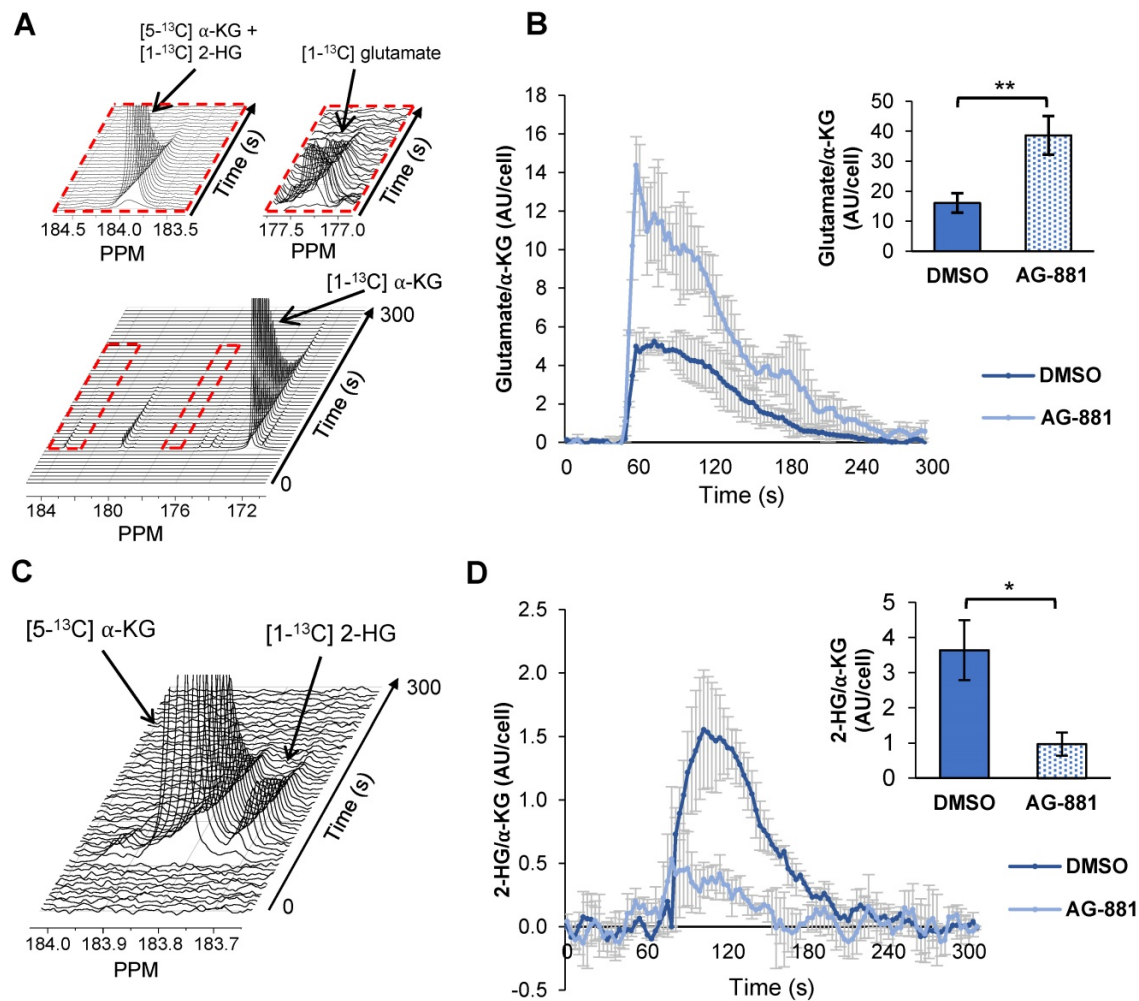 A
[5-¹³C] α-KG +
[1-¹³C] 2-HG
[1-¹³C] glutamate
Time (s)
Time (s)
184.5 184.0 183.5
PPM
177.5 177.0
PPM
[1-¹³C] α-KG
300
Time (s)
0
184 180 176 172
PPM
B
Glutamate/α-KG (AU/cell)
18
16
14
12
10
8
6
4
2
0
0 60 120 180 240 300
Time (s)
**
Glutamate/α-KG
(AU/cell)
50
40
30
20
10
0
DMSO AG-881
DMSO
AG-881
C
[5-¹³C] α-KG
[1-¹³C] 2-HG
300
Time (s)
0
184.0 183.9 183.8 183.7
PPM
D
2-HG/α-KG (AU/cell)
2.5
2.0
1.5
1.0
0.5
0.0
-0.5
0 60 120 180 240 300
Time (s)
*
2-HG/α-KG
(AU/cell)
5
4
3
2
1
0
DMSO AG-881
DMSO
AG-881